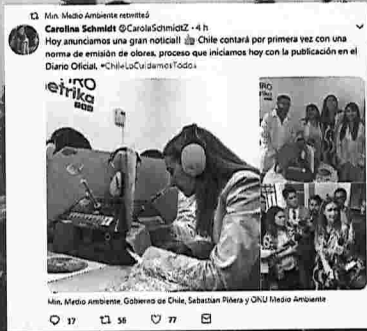 Min. Medio Ambiente retwitteó
Carolina Schmidt @CarolaSchmidtZ · 4 h
Hoy anunciamos una gran noticia!! 👍 Chile contará por primera vez con una
norma de emisión de olores, proceso que iniciamos hoy con la publicación en el
Diario Oficial. #ChileLoCuidamosTodos
etrika
Min. Medio Ambiente, Gobierno de Chile, Sebastian Piñera y ONU Medio Ambiente
17 56 77